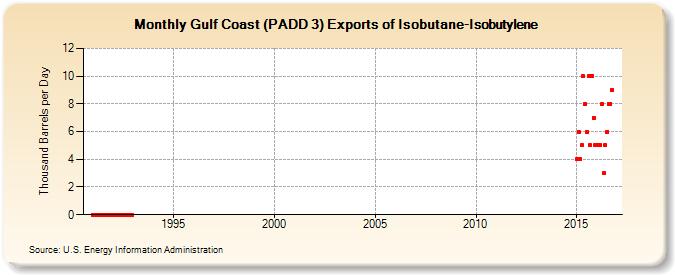 Monthly Gulf Coast (PADD 3) Exports of Isobutane-Isobutylene
Thousand Barrels per Day
12
10
8
6
4
2
0
1995 2000 2005 2010 2015
Source: U.S. Energy Information Administration